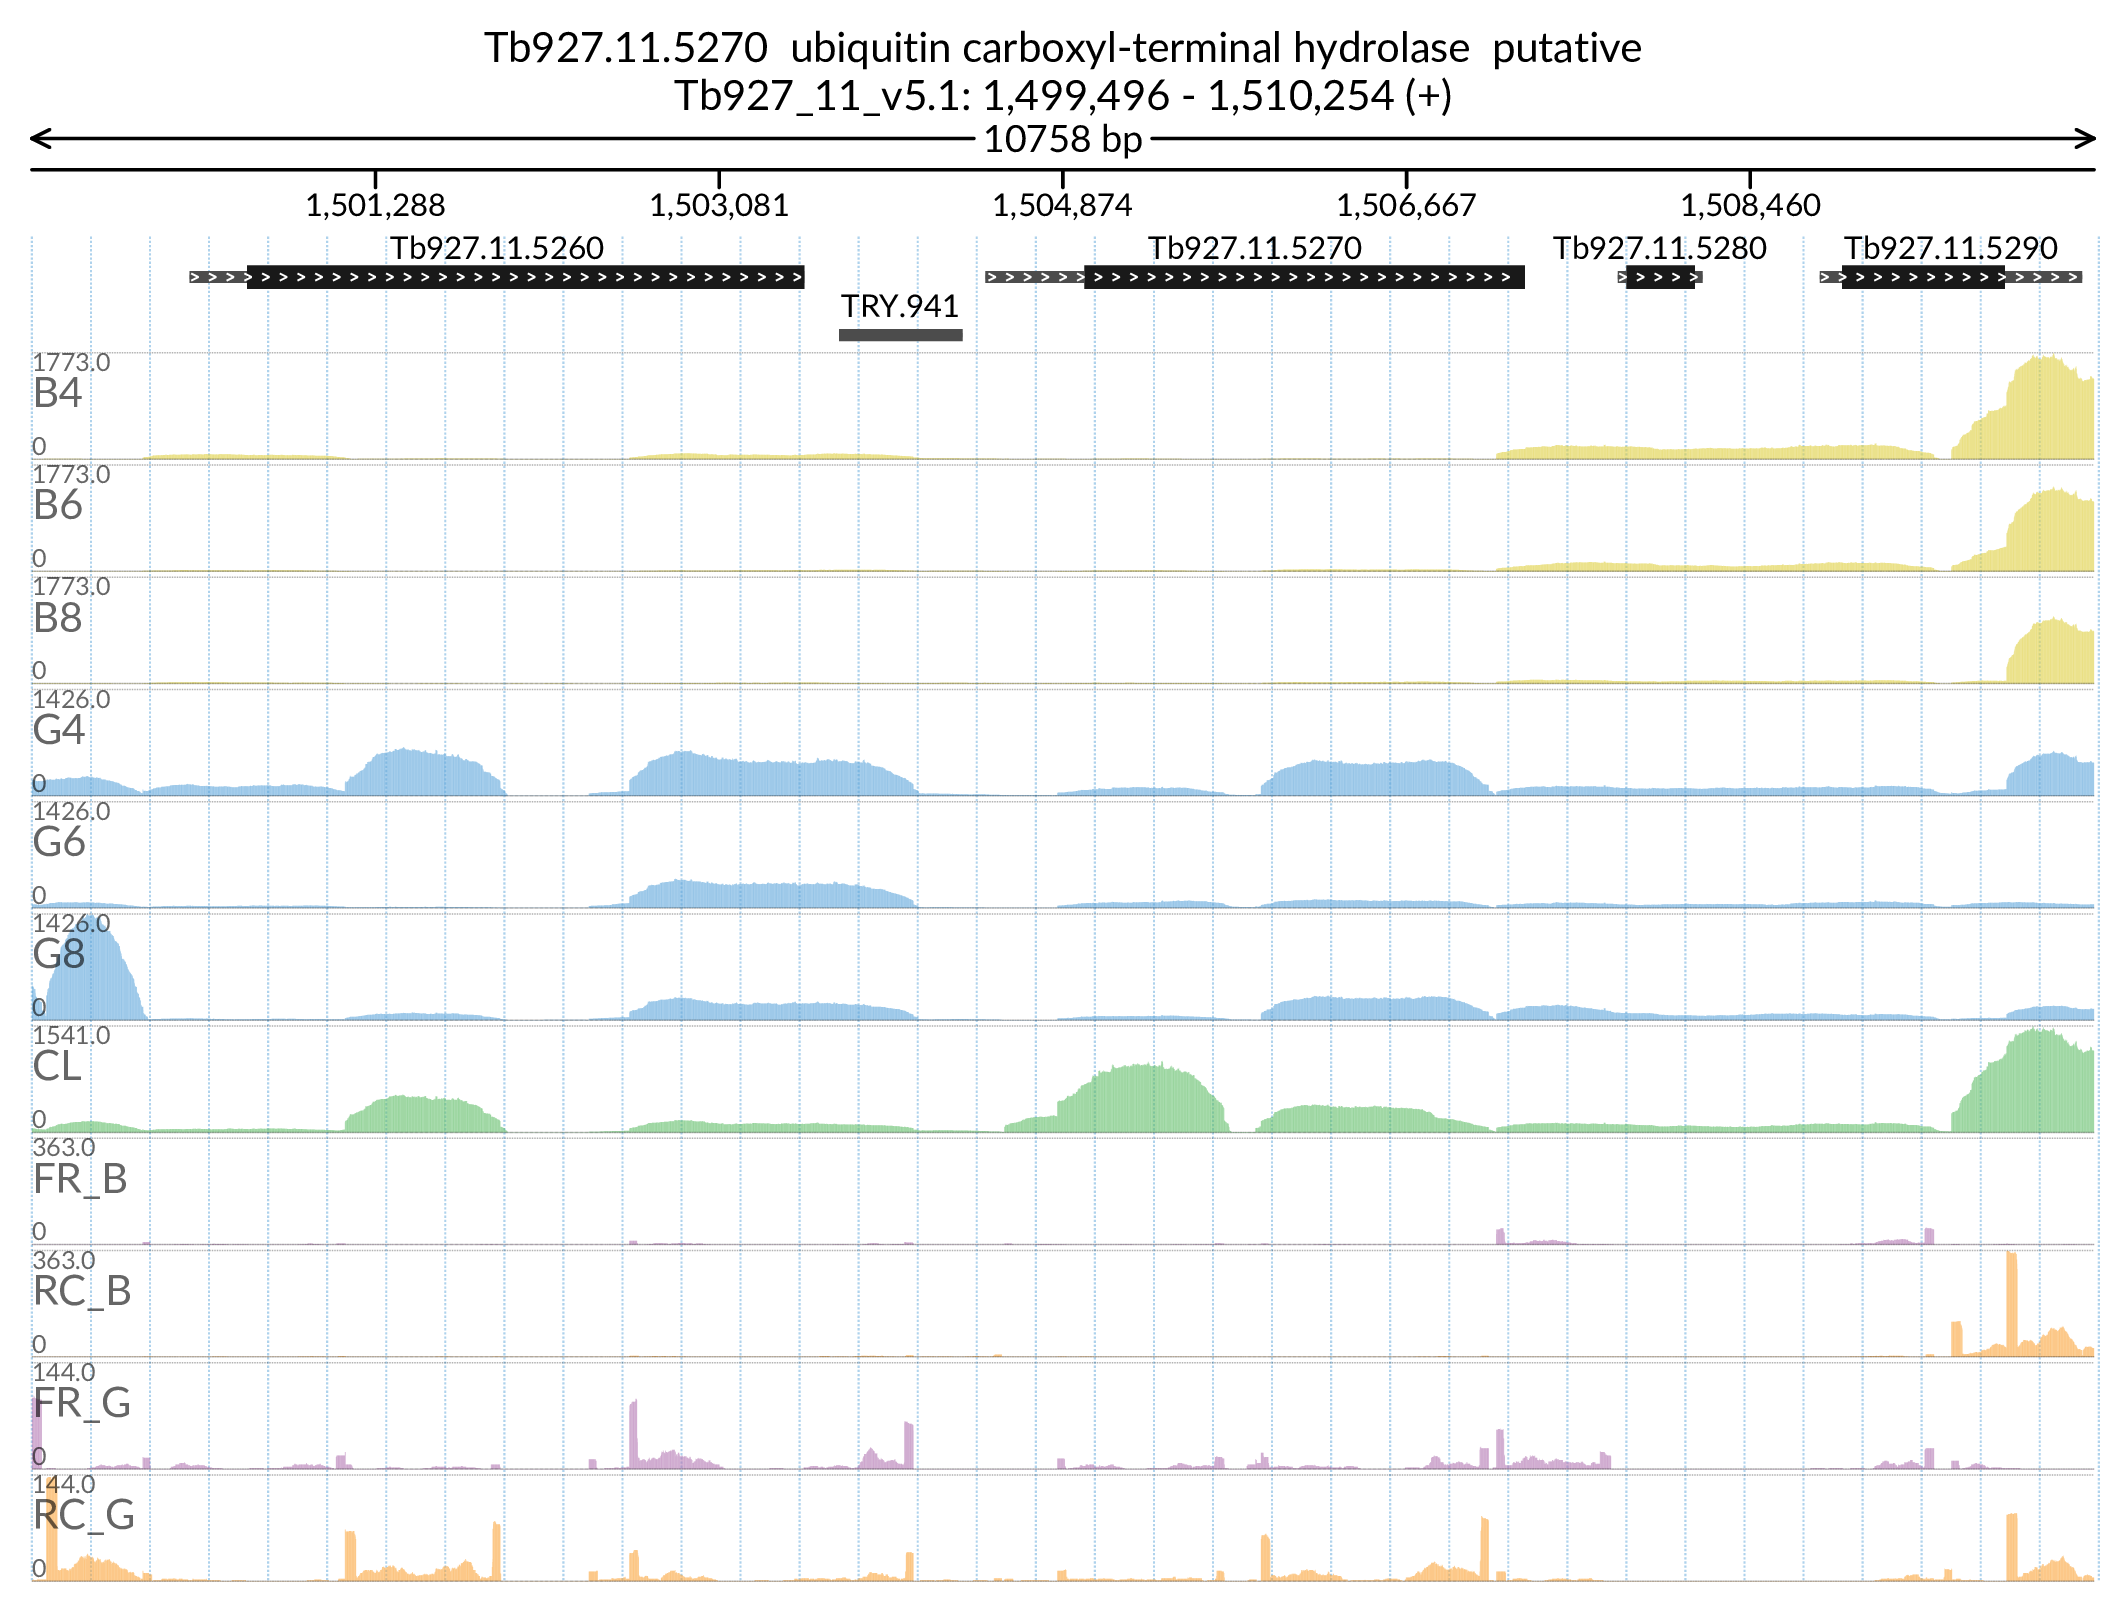 Tb927.11.5270 ubiquitin carboxyl-terminal hydrolase putative
Tb927_11_v5.1: 1,499,496 - 1,510,254 (+)
10758 bp
1,501,288 1,503,081 1,504,874 1,506,667 1,508,460
Tb927.11.5260 Tb927.11.5270 Tb927.11.5280 Tb927.11.5290
TRY.941
1773.0
B4
0
1773.0
B6
0
1773.0
B8
0
1426.0
G4
0
1426.0
G6
0
1426.0
G8
0
1541.0
CL
0
363.0
FR_B
0
363.0
RC_B
0
144.0
FR_G
0
144.0
RC_G
0